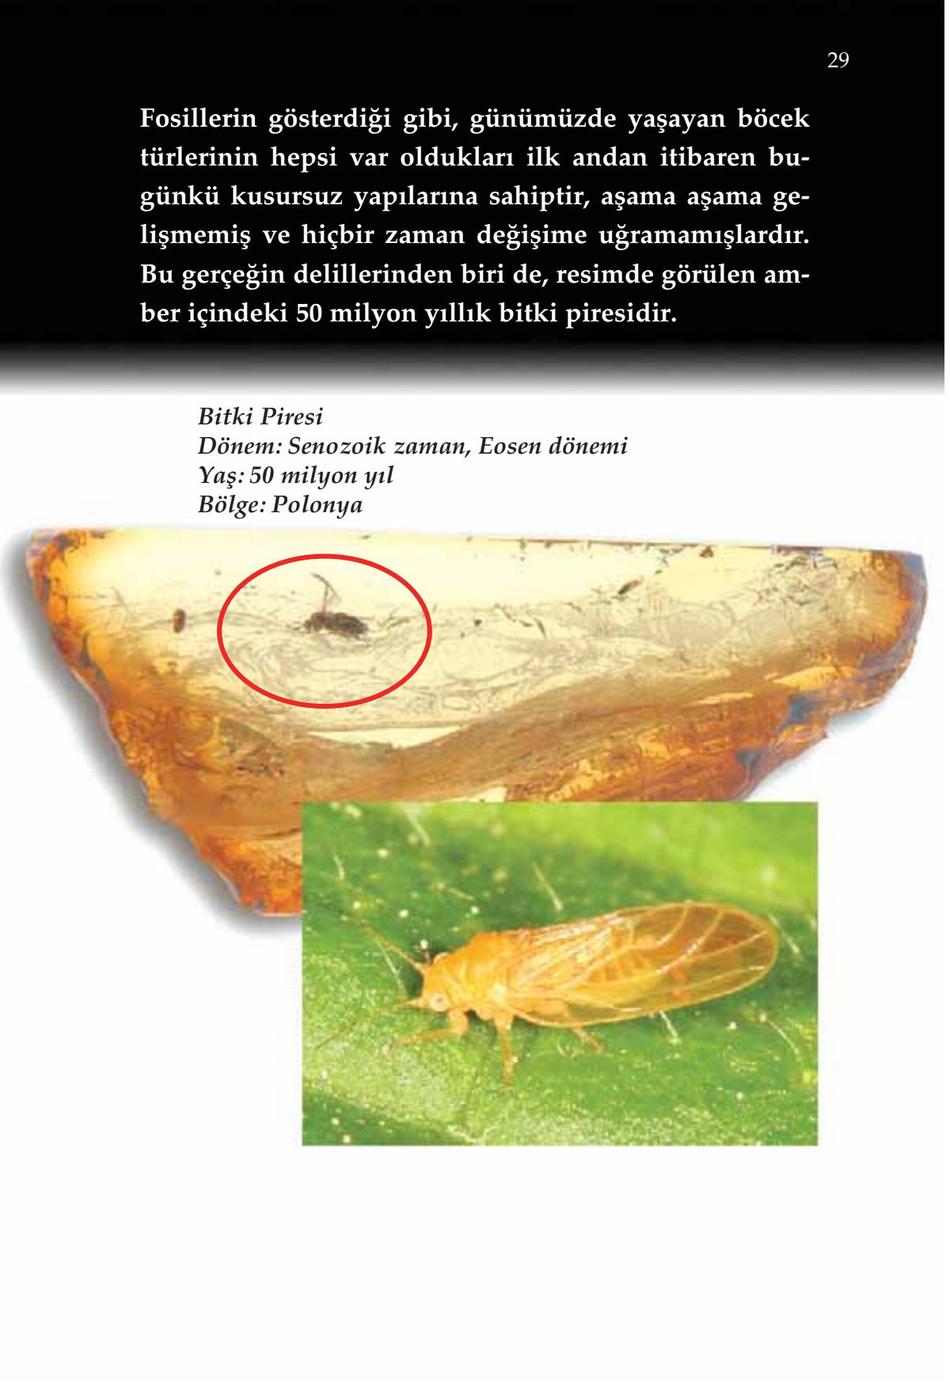 29
Fosillerin gösterdiği gibi, günümüzde yaşayan böcek
türlerinin hepsi var oldukları ilk andan itibaren bu-
günkü kusursuz yapılarına sahiptir, aşama aşama ge-
lişmemiş ve hiçbir zaman değişime uğramamışlardır.
Bu gerçeğin delillerinden biri de, resimde görülen am-
ber içindeki 50 milyon yıllık bitki piresidir.
Bitki Piresi
Dönem: Senozoik zaman, Eosen dönemi
Yaş: 50 milyon yıl
Bölge: Polonya